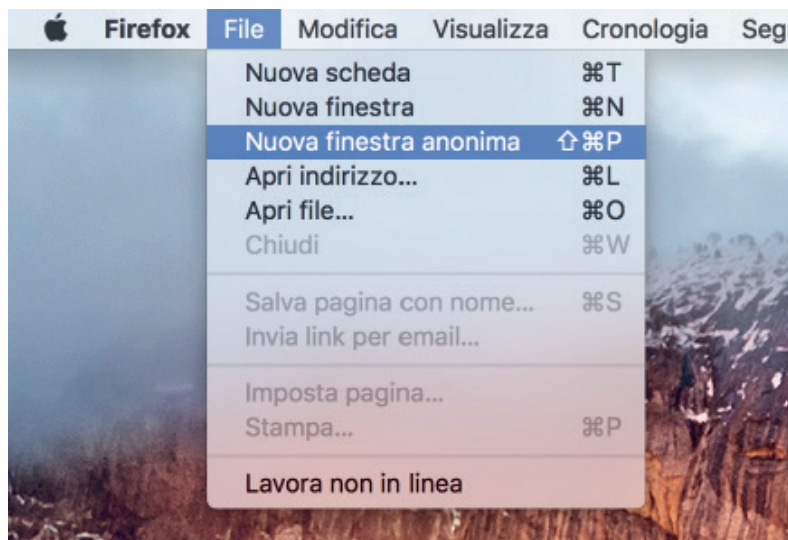 Firefox File Modifica Visualizza Cronologia Seg
Nuova scheda ⌘T
Nuova finestra ⌘N
Nuova finestra anonima ⇧⌘P
Apri indirizzo... ⌘L
Apri file... ⌘O
Chiudi ⌘W
Salva pagina con nome... ⌘S
Invia link per email...
Imposta pagina...
Stampa... ⌘P
Lavora non in linea